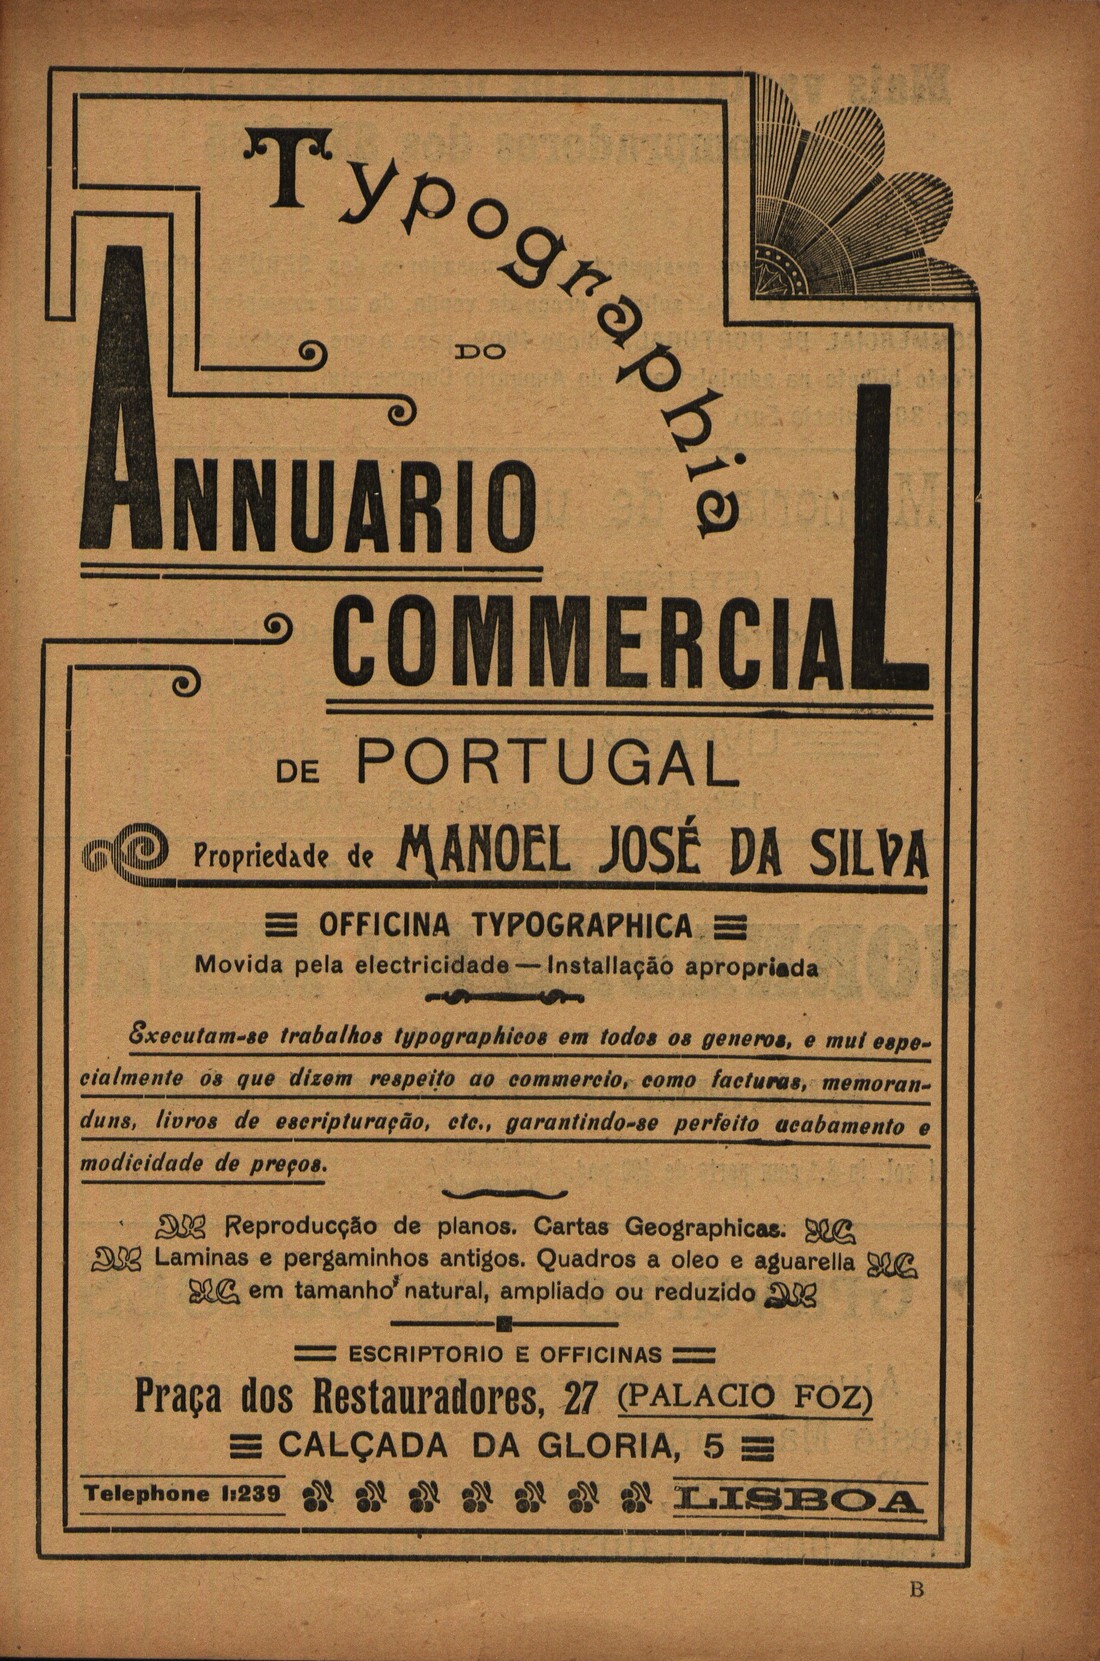 Typographia
DO
ANNUARIO
COMMERCIAL
DE PORTUGAL
Propriedade de MANOEL JOSÉ DA SILVA
OFFICINA TYPOGRAPHICA
Movida pela electricidade — Installação apropriada
Executam-se trabalhos typographicos em todos os generos, e mui espe-
cialmente os que dizem respeito ao commercio, como facturas, memoran-
duns, livros de escripturação, etc., garantindo-se perfeito acabamento e
modicidade de preços.
Reproducção de planos. Cartas Geographicas.
Laminas e pergaminhos antigos. Quadros a oleo e aguarella
em tamanho natural, ampliado ou reduzido
ESCRIPTORIO E OFFICINAS
Praça dos Restauradores, 27 (PALACIO FOZ)
CALÇADA DA GLORIA, 5
Telephone 1:239 LISBOA
B